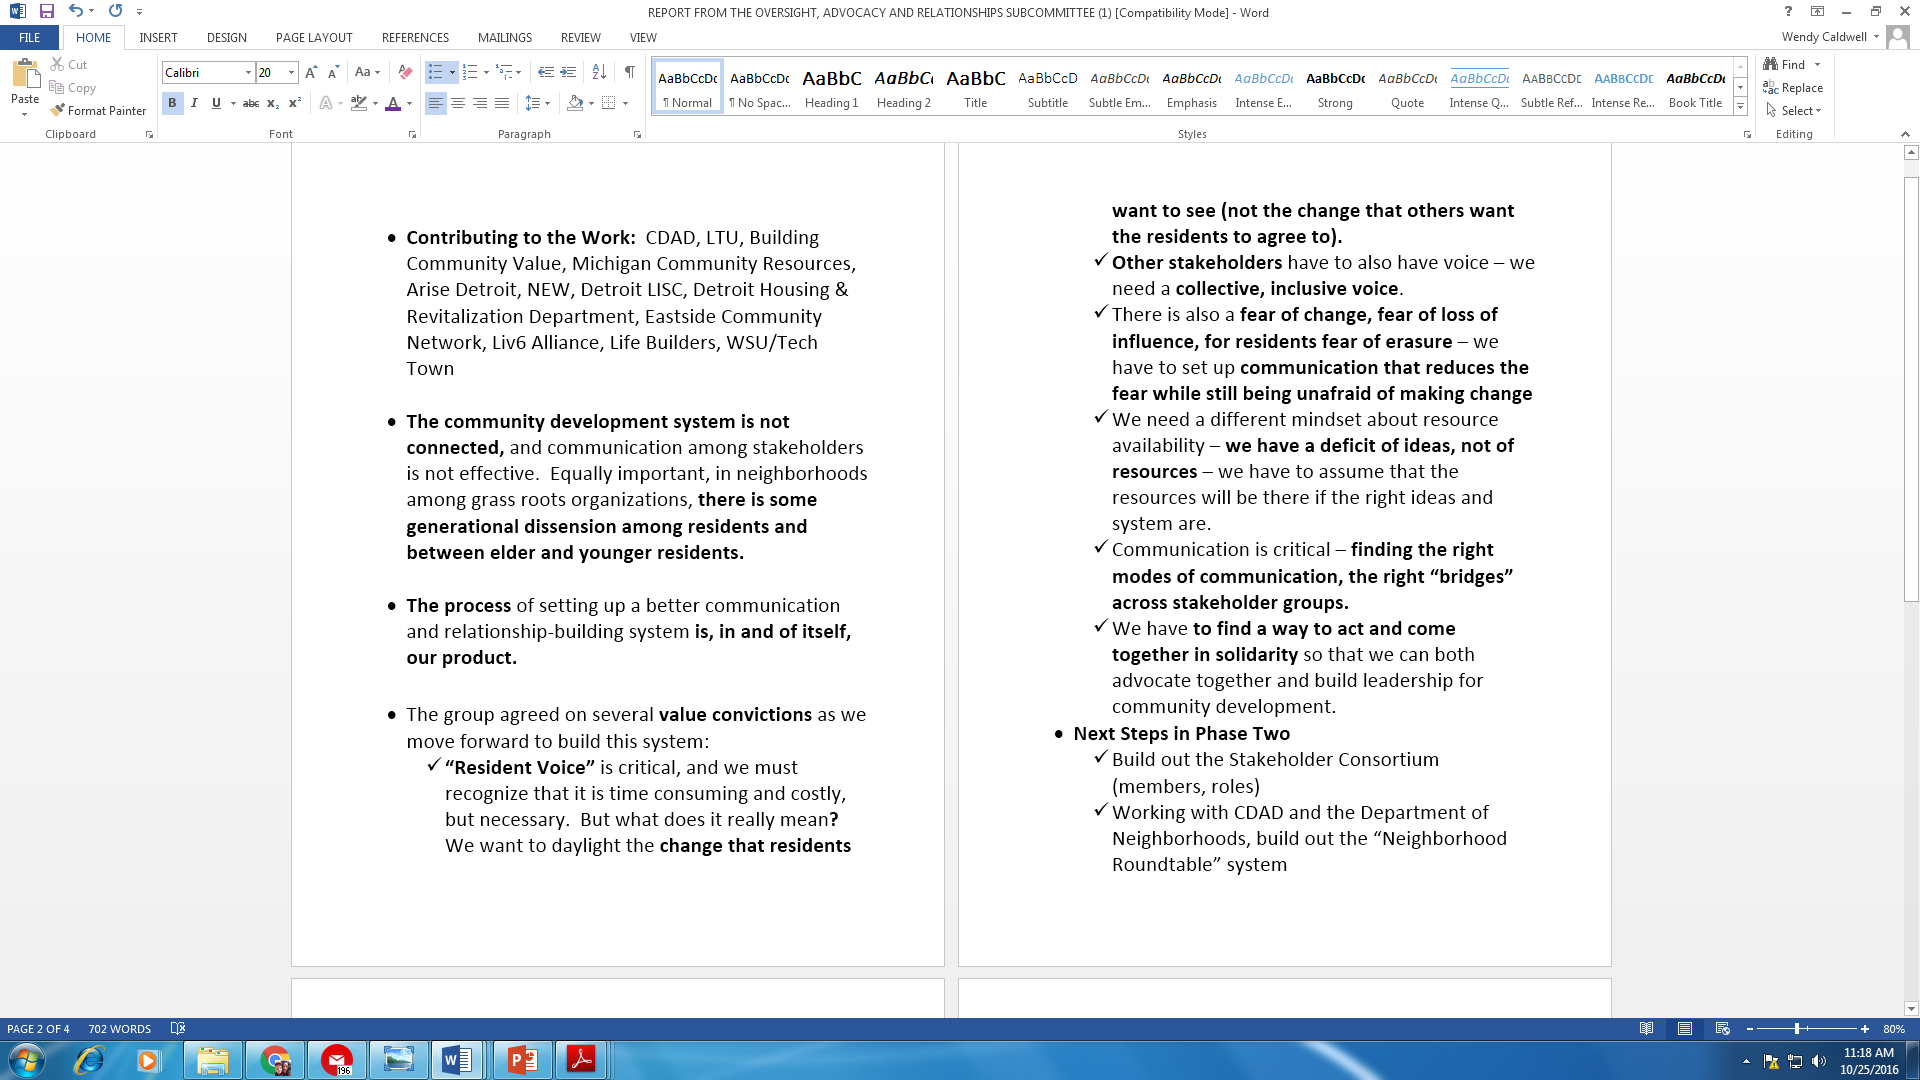 REPORT FROM THE OVERSIGHT, ADVOCACY AND RELATIONSHIPS SUBCOMMITTEE (1) [Compatibility Mode] - Word
FILE HOME INSERT DESIGN PAGE LAYOUT REFERENCES MAILINGS REVIEW VIEW
Wendy Caldwell
Paste
Cut
Copy
Format Painter
Clipboard
Calibri 20
Font
Paragraph
AaBbCcDc AaBbCcDc AaBbC AaBbCc AaBbC AaBbCcD AaBbCcDc AaBbCcDc AaBbCcDc AaBbCcDc AaBbCcDc AaBbCcDc AABBCCDE AABBCCDE AaBbCcDc
¶ Normal ¶ No Spac... Heading 1 Heading 2 Title Subtitle Subtle Em... Emphasis Intense E... Strong Quote Intense Q... Subtle Ref... Intense Re... Book Title
Styles
Find
Replace
Select
Editing
• Contributing to the Work:  CDAD, LTU, Building
Community Value, Michigan Community Resources,
Arise Detroit, NEW, Detroit LISC, Detroit Housing &
Revitalization Department, Eastside Community
Network, Liv6 Alliance, Life Builders, WSU/Tech
Town
• The community development system is not
connected, and communication among stakeholders
is not effective.  Equally important, in neighborhoods
among grass roots organizations, there is some
generational dissension among residents and
between elder and younger residents.
• The process of setting up a better communication
and relationship-building system is, in and of itself,
our product.
• The group agreed on several value convictions as we
move forward to build this system:
✓ “Resident Voice” is critical, and we must
recognize that it is time consuming and costly,
but necessary.  But what does it really mean?
We want to daylight the change that residents
want to see (not the change that others want
the residents to agree to).
✓ Other stakeholders have to also have voice – we
need a collective, inclusive voice.
✓ There is also a fear of change, fear of loss of
influence, for residents fear of erasure – we
have to set up communication that reduces the
fear while still being unafraid of making change
✓ We need a different mindset about resource
availability – we have a deficit of ideas, not of
resources – we have to assume that the
resources will be there if the right ideas and
system are.
✓ Communication is critical – finding the right
modes of communication, the right “bridges”
across stakeholder groups.
✓ We have to find a way to act and come
together in solidarity so that we can both
advocate together and build leadership for
community development.
• Next Steps in Phase Two
✓ Build out the Stakeholder Consortium
(members, roles)
✓ Working with CDAD and the Department of
Neighborhoods, build out the “Neighborhood
Roundtable” system
PAGE 2 OF 4 702 WORDS
80%
196
11:18 AM
10/25/2016